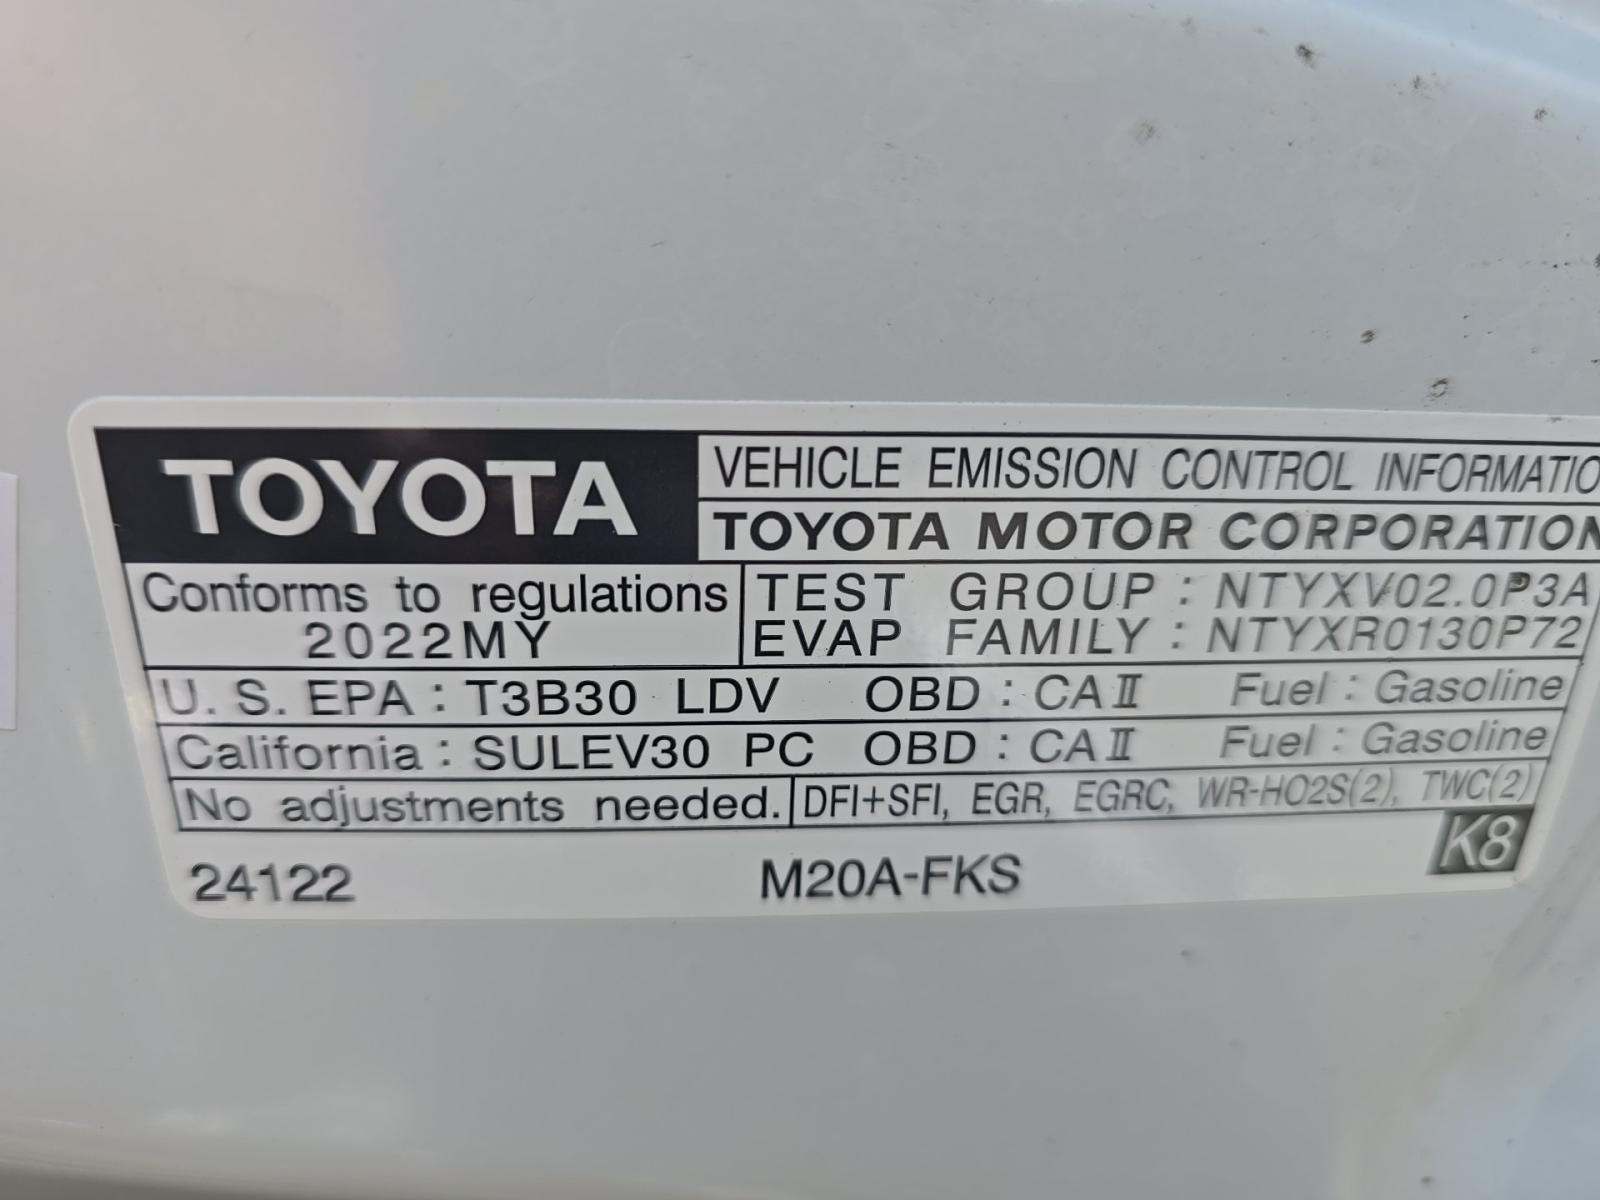 TOYOTA
VEHICLE EMISSION CONTROL INFORMATIO
TOYOTA MOTOR CORPORATION
Conforms to regulations
2022MY
TEST GROUP : NTYXV02.0P3A
EVAP FAMILY : NTYXR0130P72
U. S. EPA : T3B30 LDV OBD : CAⅡ Fuel : Gasoline
California : SULEV30 PC OBD : CAⅡ Fuel : Gasoline
No adjustments needed.
DFI+SFI, EGR, EGRC, WR-HO2S(2), TWC(2)
24122
M20A-FKS
K8